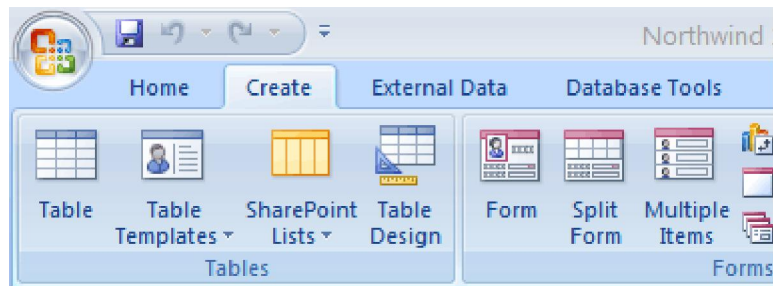 Northwind
Home Create External Data Database Tools
Table Table Templates SharePoint Lists Table Design Form Split Form Multiple Items
Tables Forms